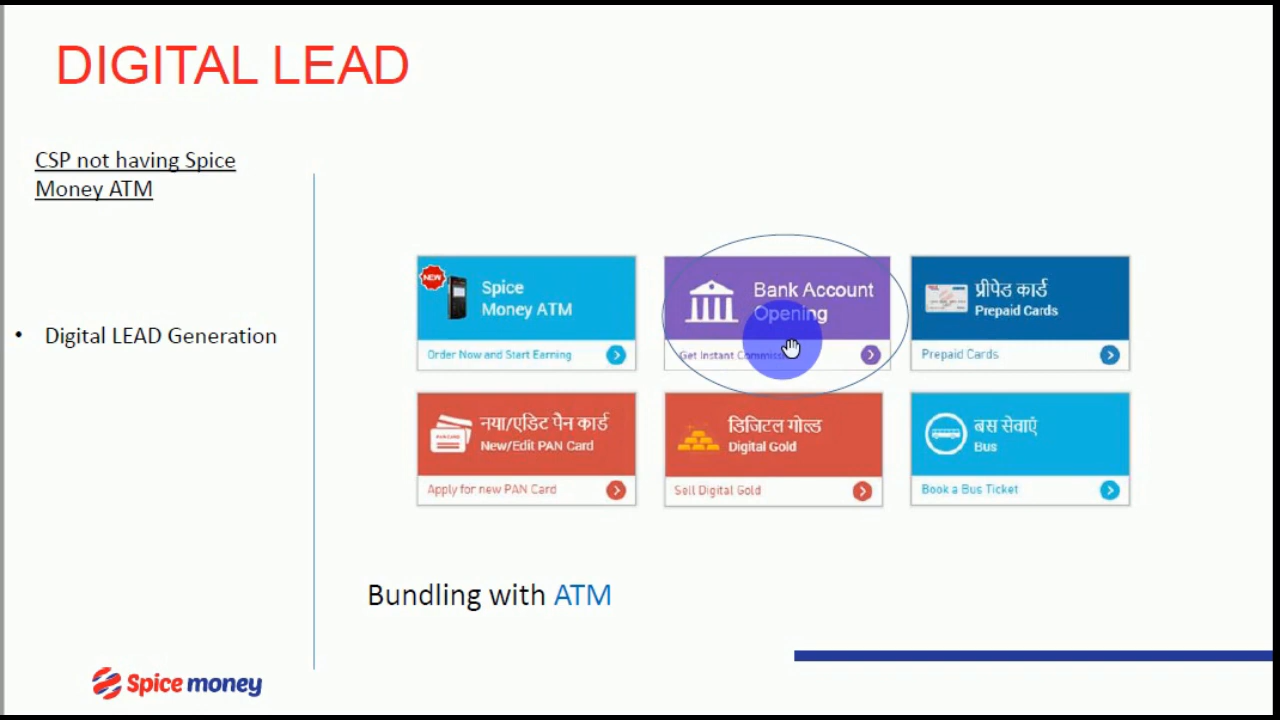 DIGITAL LEAD
CSP not having Spice
Money ATM
• Digital LEAD Generation
NEW
Spice
Money ATM
Order Now and Start Earning
Bank Account
Opening
Get Instant
प्रीपेड कार्ड
Prepaid Cards
Prepaid Cards
नया/एडिट पैन कार्ड
New/Edit PAN Card
Apply for new PAN Card
डिजिटल गोल्ड
Digital Gold
Sell Digital Gold
बस सेवाएं
Bus
Book a Bus Ticket
Bundling with ATM
Spice money